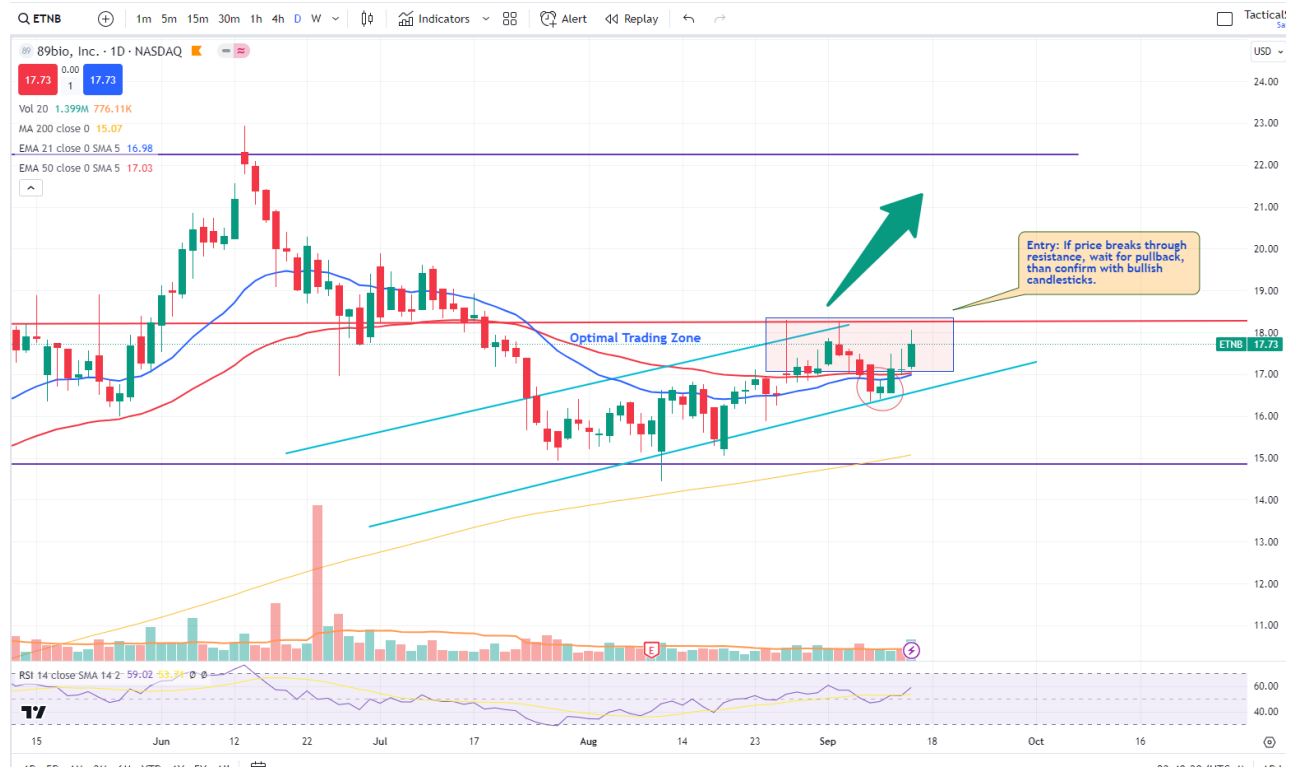 ETNB
1m 5m 15m 30m 1h 4h D W
Indicators
Alert
Replay
TacticalS
Sa
89bio, Inc. · 1D · NASDAQ
USD
17.73
0.00
1
17.73
Vol 20 1.399M 776.11K
MA 200 close 0 15.07
EMA 21 close 0 SMA 5 16.98
EMA 50 close 0 SMA 5 17.03
Entry: If price breaks through
resistance, wait for pullback,
than confirm with bullish
candlesticks.
Optimal Trading Zone
24.00
23.00
22.00
21.00
20.00
19.00
18.00
ETNB 17.73
17.00
16.00
15.00
14.00
13.00
12.00
11.00
E
RSI 14 close SMA 14 2 59.02 53.71 Ø Ø
60.00
40.00
15 Jun 12 22 Jul 17 Aug 14 23 Sep 18 Oct 16